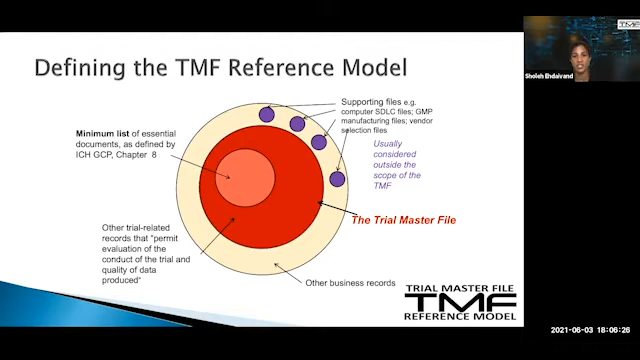 Defining the TMF Reference Model
Minimum list of essential
documents, as defined by
ICH GCP, Chapter 8
Supporting files e.g.
computer SDLC files; GMP
manufacturing files; vendor
selection files
Usually
considered
outside the
scope of the
TMF
The Trial Master File
Other trial-related
records that "permit
evaluation of the
conduct of the trial and
quality of data
produced"
Other business records
TRIAL MASTER FILE
TMF
REFERENCE MODEL
TMF
Sholeh Ehdaivand
2021-06-03 18:06:26